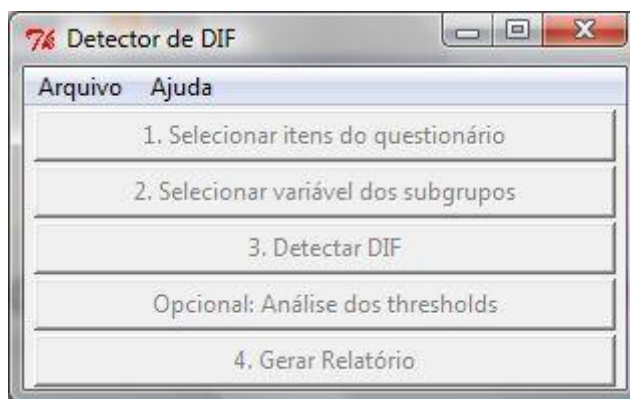 Detector de DIF
Arquivo Ajuda
1. Selecionar itens do questionário
2. Selecionar variável dos subgrupos
3. Detectar DIF
Opcional: Análise dos thresholds
4. Gerar Relatório